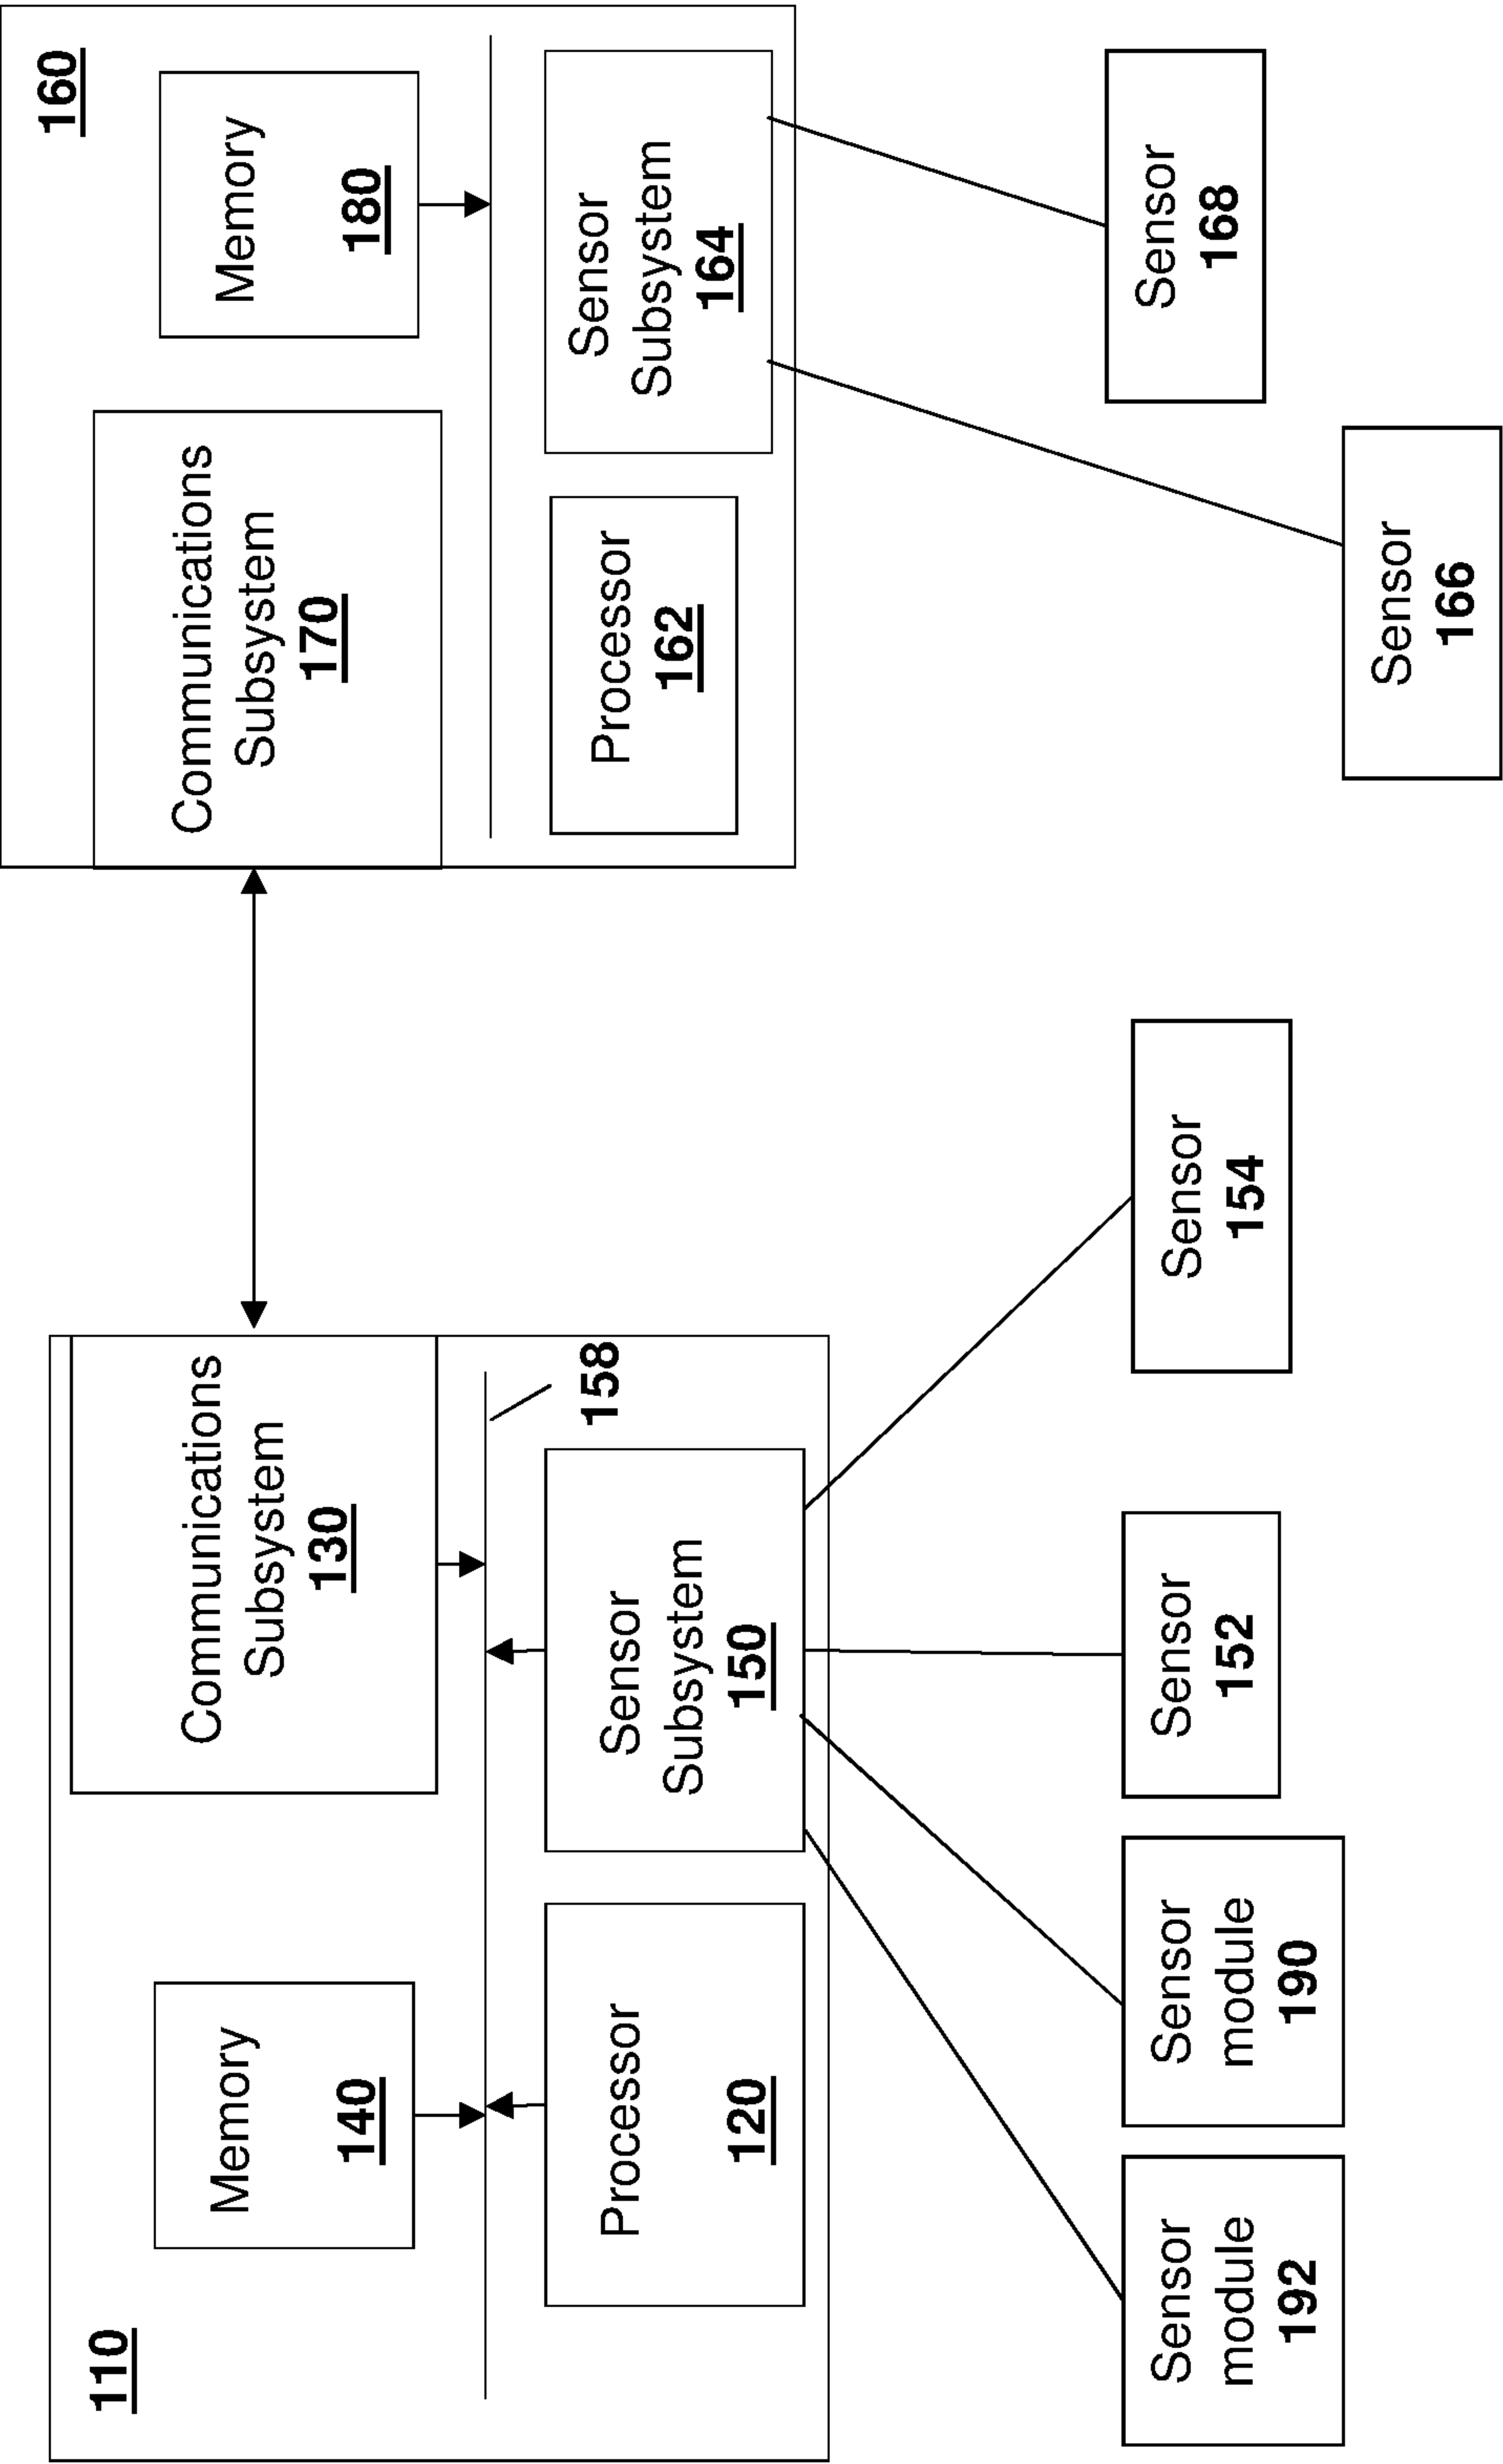 110
Memory
140
Communications
Subsystem
130
158
Processor
120
Sensor
Subsystem
150
Sensor
module
192
Sensor
module
190
Sensor
152
Sensor
154
160
Communications
Subsystem
170
Memory
180
Processor
162
Sensor
Subsystem
164
Sensor
166
Sensor
168